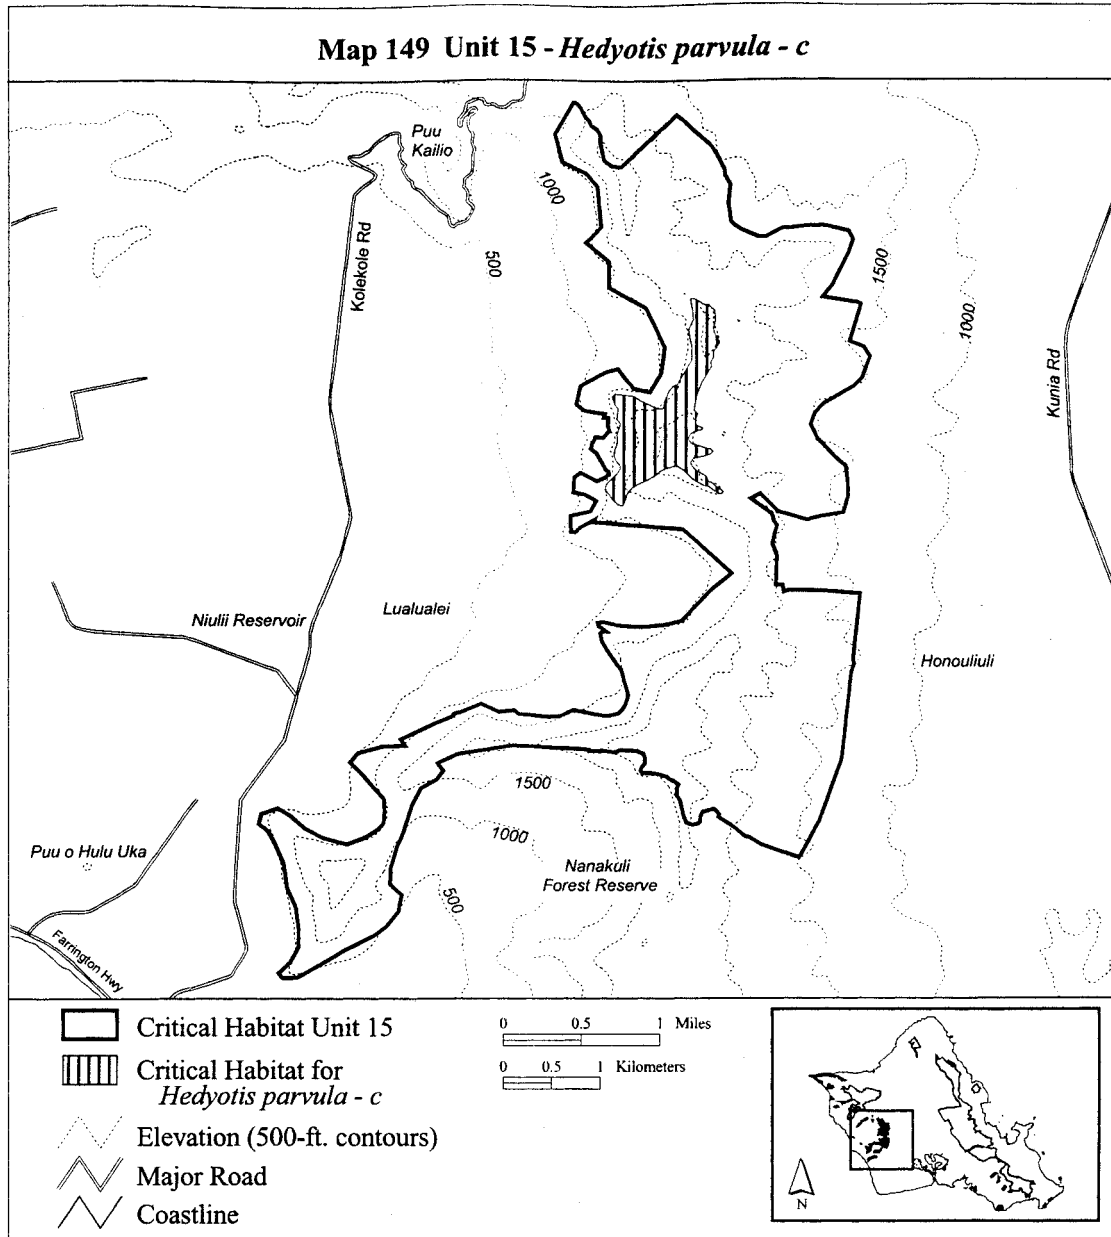 Map 149 Unit 15 - Hedyotis parvula - c
Puu
Kailio
1000
Kolekole Rd
500
1500
1000
Kunia Rd
Niulii Reservoir
Lualualei
Honouliuli
1500
1000
Puu o Hulu Uka
Nanakuli
Forest Reserve
500
Farrington Hwy
Critical Habitat Unit 15
Critical Habitat for
Hedyotis parvula - c
Elevation (500-ft. contours)
Major Road
Coastline
0 0.5 1 Miles
0 0.5 1 Kilometers
N